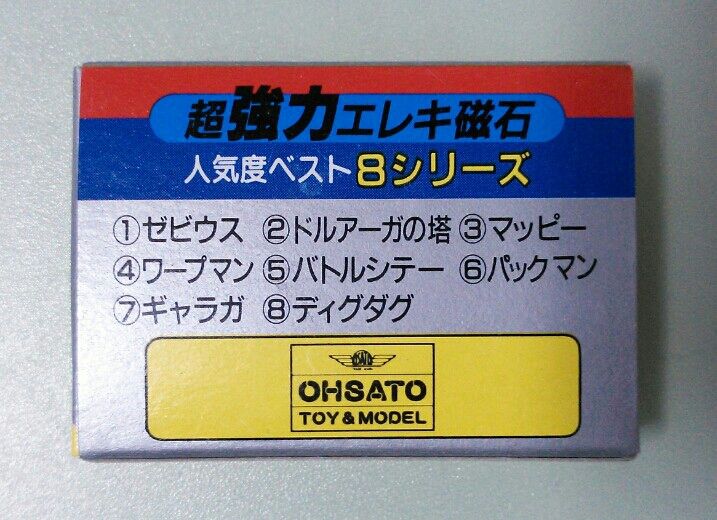 超強力エレキ磁石
人気度ベスト8シリーズ
①ゼビウス ②ドルアーガの塔 ③マッピー
④ワープマン ⑤バトルシテー ⑥パックマン
⑦ギャラガ ⑧ディグダグ
OHSATO
TOY & MODEL